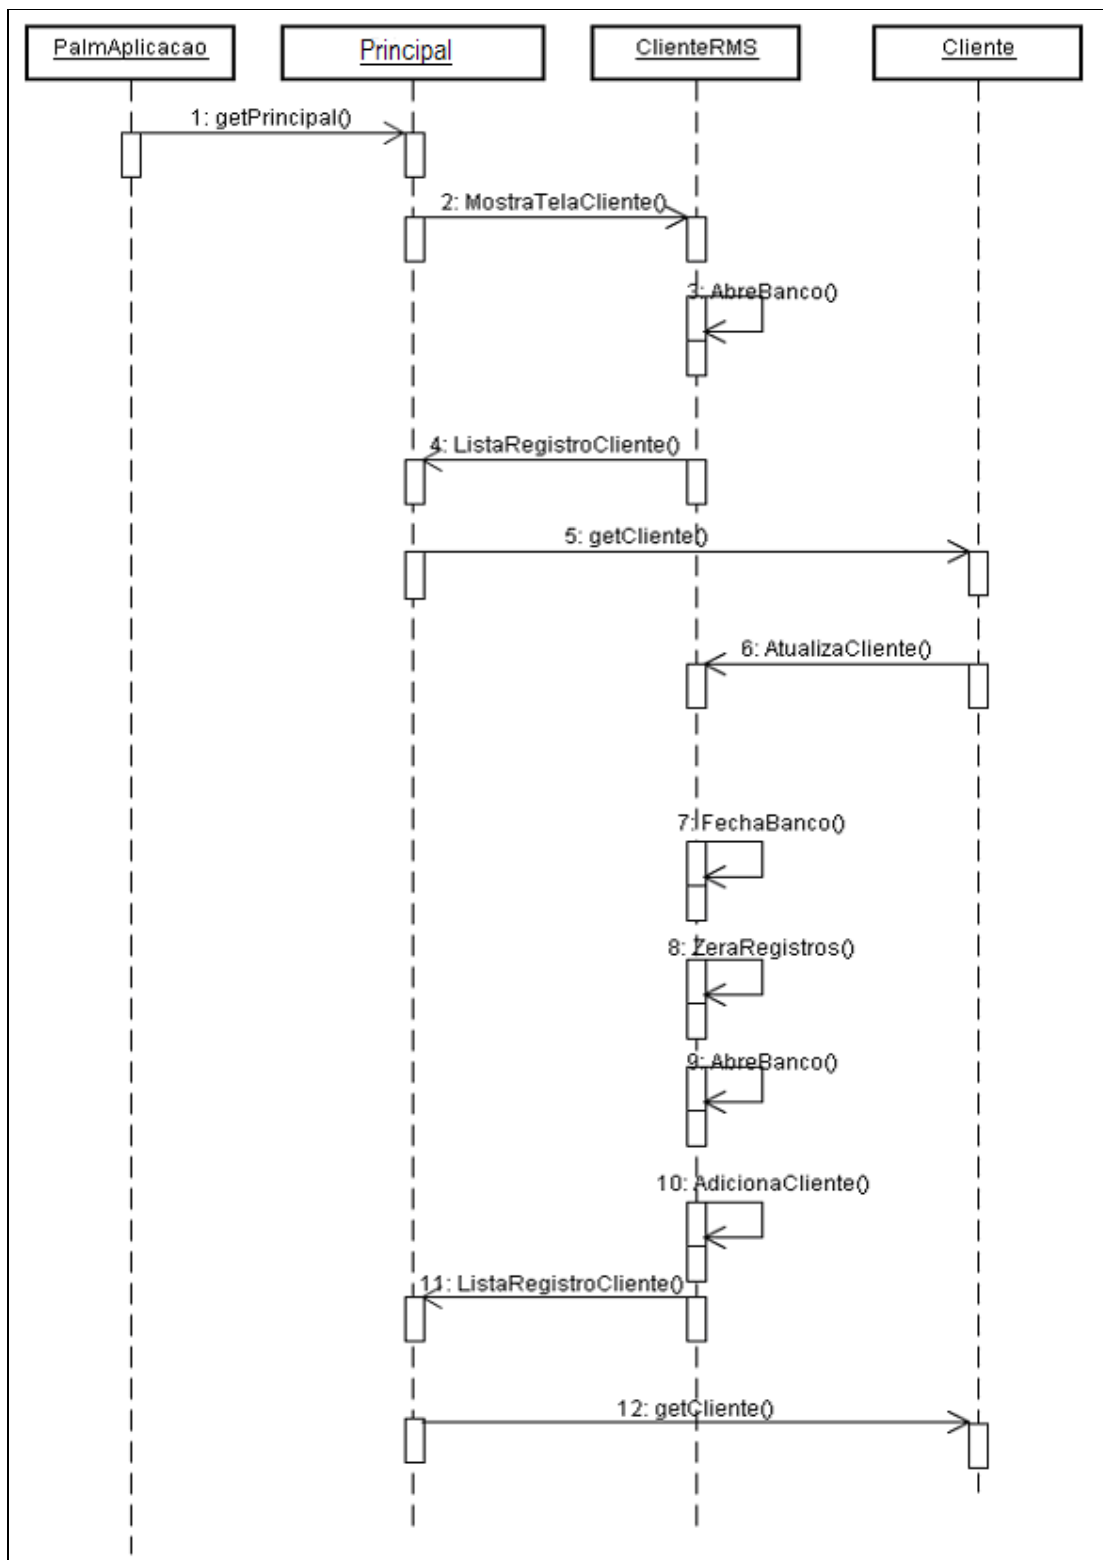 PalmAplicacao
Principal
ClienteRMS
Cliente
1: getPrincipal()
2: MostraTelaCliente()
3: AbreBanco()
4: ListaRegistroCliente()
5: getCliente()
6: AtualizaCliente()
7: FechaBanco()
8: ZeraRegistros()
9: AbreBanco()
10: AdicionaCliente()
11: ListaRegistroCliente()
12: getCliente()